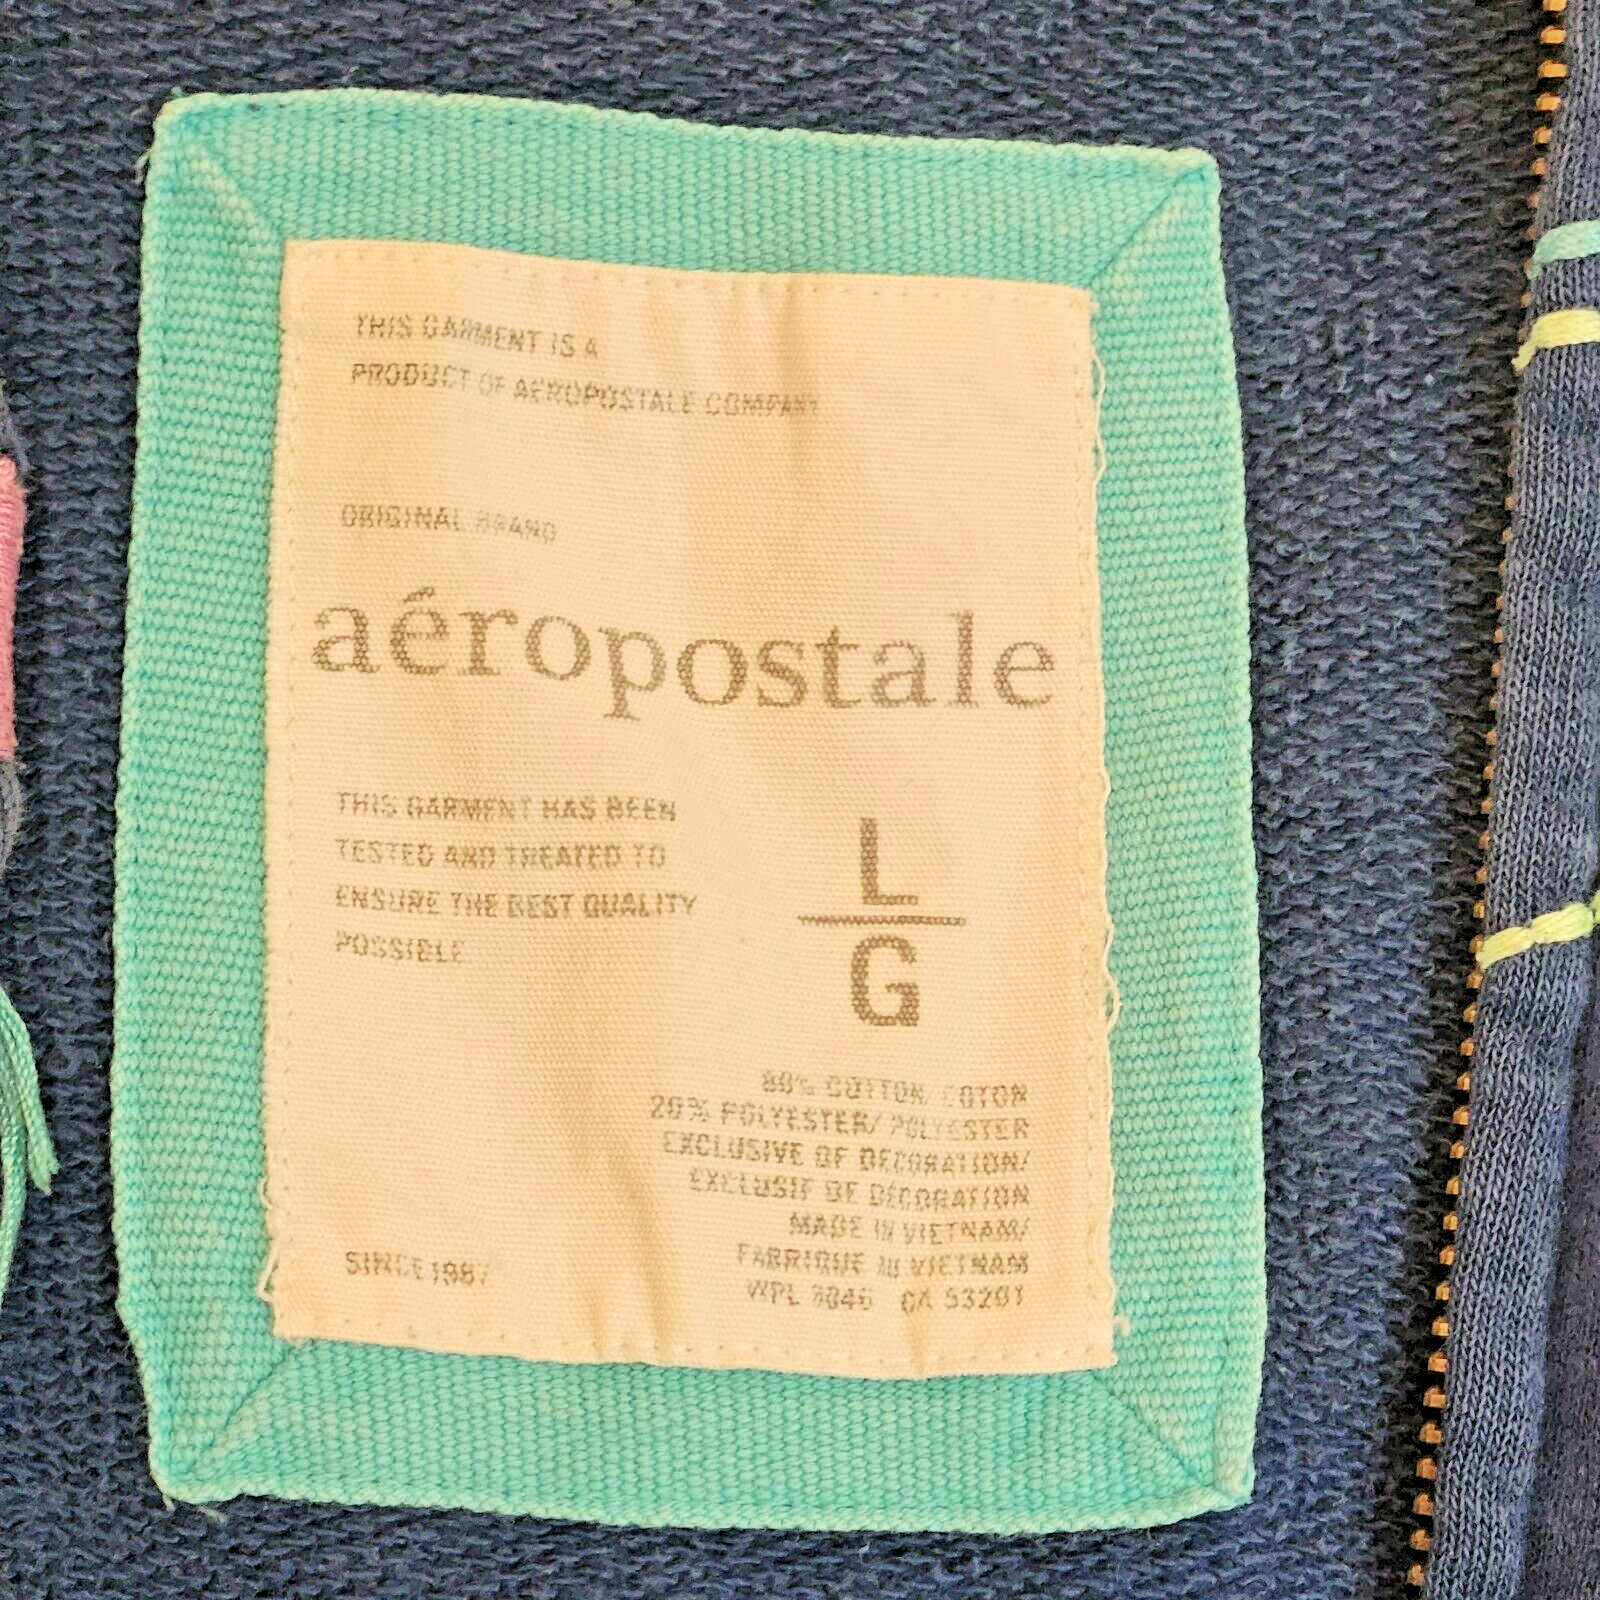 THIS GARMENT IS A
PRODUCT OF AEROPOSTALE COMPANY
ORIGINAL BRAND
aéropostale
THIS GARMENT HAS BEEN
TESTED AND TREATED TO
ENSURE THE BEST QUALITY
POSSIBLE.
L
G
80% COTTON/COTON
20% POLYESTER/POLYESTER
EXCLUSIVE OF DECORATION/
EXCLUSIF DE DÉCORATION
MADE IN VIETNAM/
FABRIQUE AU VIETNAM
WPL CA 53201
SINCE 1987